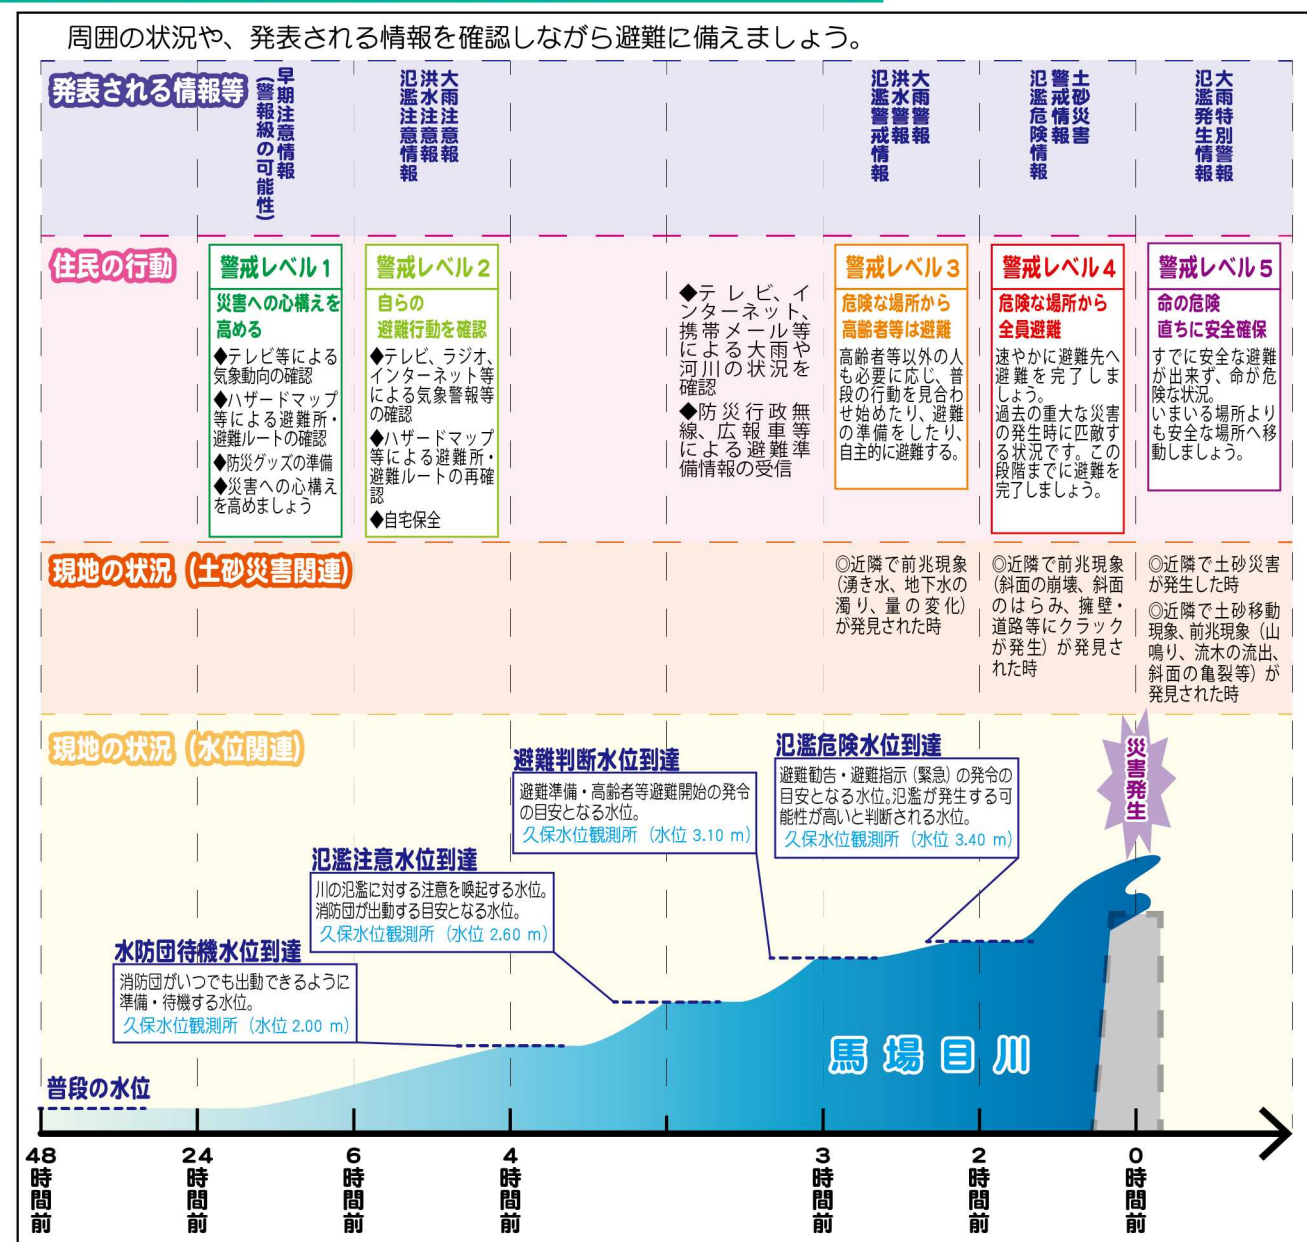 周囲の状況や、発表される情報を確認しながら避難に備えましょう。
発表される情報等
早期注意情報
（警報級の可能性）
大雨注意報
洪水注意報
氾濫注意情報
大雨警報
洪水警報
氾濫警戒情報
土砂災害
警戒情報
氾濫危険情報
大雨特別警報
氾濫発生情報
住民の行動
警戒レベル1
災害への心構えを
高める
◆テレビ等による
気象動向の確認
◆ハザードマップ
等による避難所・
避難ルートの確認
◆防災グッズの準備
◆災害への心構え
を高めましょう
警戒レベル2
自らの
避難行動を確認
◆テレビ、ラジオ、
インターネット等
による気象警報等
の確認
◆ハザードマップ
等による避難所・
避難ルートの再確
認
◆自宅保全
◆テレビ、イ
ンターネット、
携帯メール等
による大雨や
河川の状況を
確認
◆防災行政無
線、広報車等
による避難準
備情報の受信
警戒レベル3
危険な場所から
高齢者等は避難
高齢者等以外の人
も必要に応じ、普
段の行動を見合わ
せ始めたり、避難
の準備をしたり、
自主的に避難する。
警戒レベル4
危険な場所から
全員避難
速やかに避難先へ
避難を完了しま
しょう。
過去の重大な災害
の発生時に匹敵す
る状況です。この
段階までに避難を
完了しましょう。
警戒レベル5
命の危険
直ちに安全確保
すでに安全な避難
が出来ず、命が危
険な状況。
いまいる場所より
も安全な場所へ移
動しましょう。
現地の状況（土砂災害関連）
◎近隣で前兆現象
（湧き水、地下水の
濁り、量の変化）
が発見された時
◎近隣で前兆現象
（斜面の崩壊、斜面
のはらみ、擁壁・
道路等にクラック
が発生）が発見さ
れた時
◎近隣で土砂災害
が発生した時
◎近隣で土砂移動
現象、前兆現象（山
鳴り、流木の流出、
斜面の亀裂等）が
発見された時
現地の状況（水位関連）
災害発生
氾濫危険水位到達
避難勧告・避難指示（緊急）の発令の
目安となる水位。氾濫が発生する可
能性が高いと判断される水位。
久保水位観測所（水位 3.40 m）
避難判断水位到達
避難準備・高齢者等避難開始の発令
の目安となる水位。
久保水位観測所（水位 3.10 m）
氾濫注意水位到達
川の氾濫に対する注意を喚起する水位。
消防団が出動する目安となる水位。
久保水位観測所（水位 2.60 m）
水防団待機水位到達
消防団がいつでも出動できるように
準備・待機する水位。
久保水位観測所（水位 2.00 m）
馬場目川
普段の水位
48時間前
24時間前
6時間前
4時間前
3時間前
2時間前
0時間前